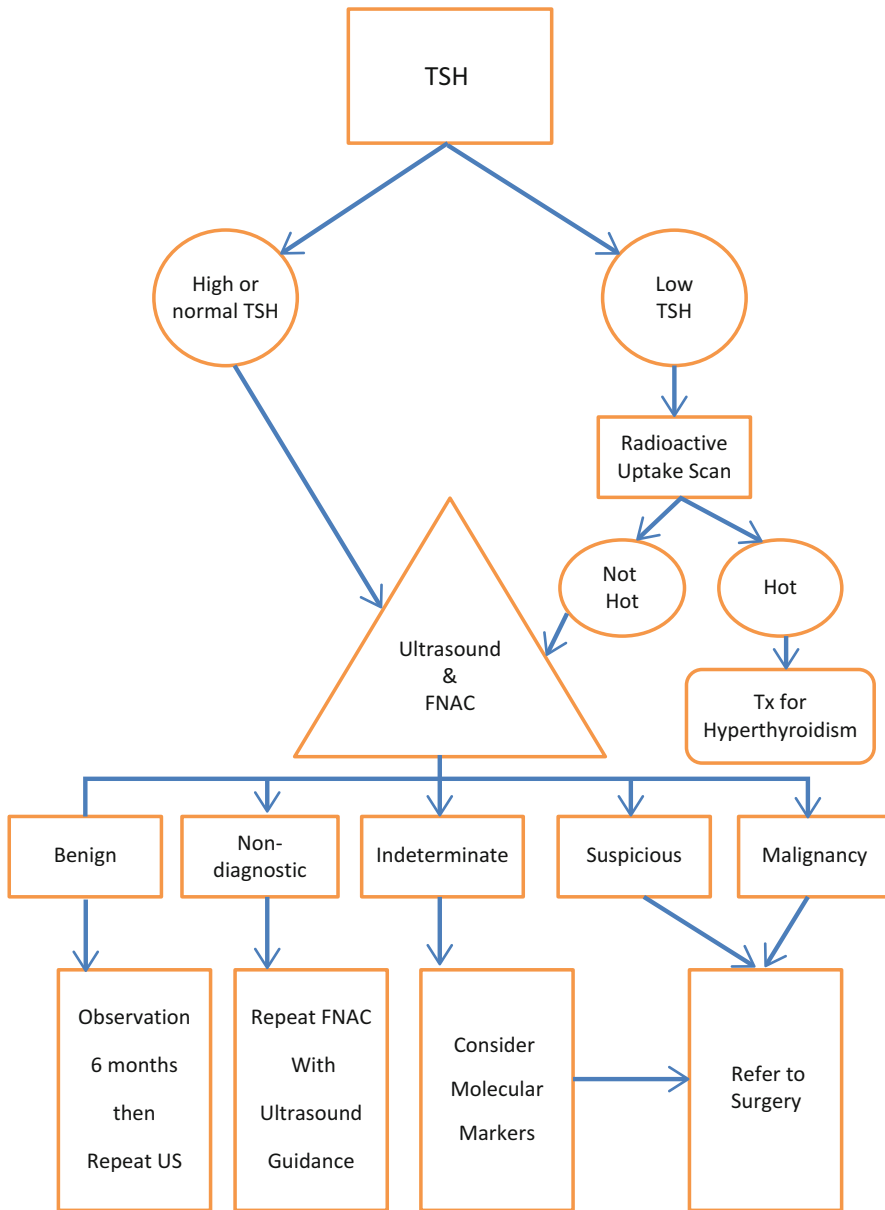 TSH
High or
normal TSH
Low
TSH
Radioactive
Uptake Scan
Not
Hot
Hot
Ultrasound
&
FNAC
Tx for
Hyperthyroidism
Benign
Non-
diagnostic
Indeterminate
Suspicious
Malignancy
Observation
6 months
then
Repeat US
Repeat FNAC
With
Ultrasound
Guidance
Consider
Molecular
Markers
Refer to
Surgery